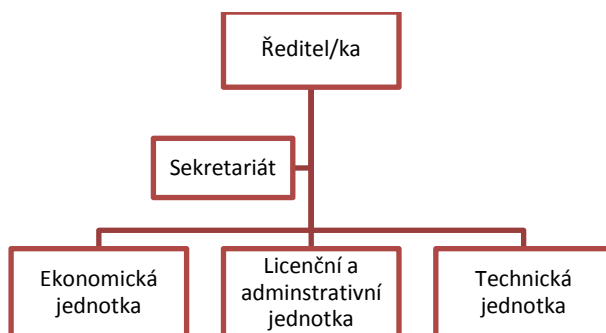 Ředitel/ka
Sekretariát
Ekonomická
jednotka
Licenční a
adminstrativní
jednotka
Technická
jednotka